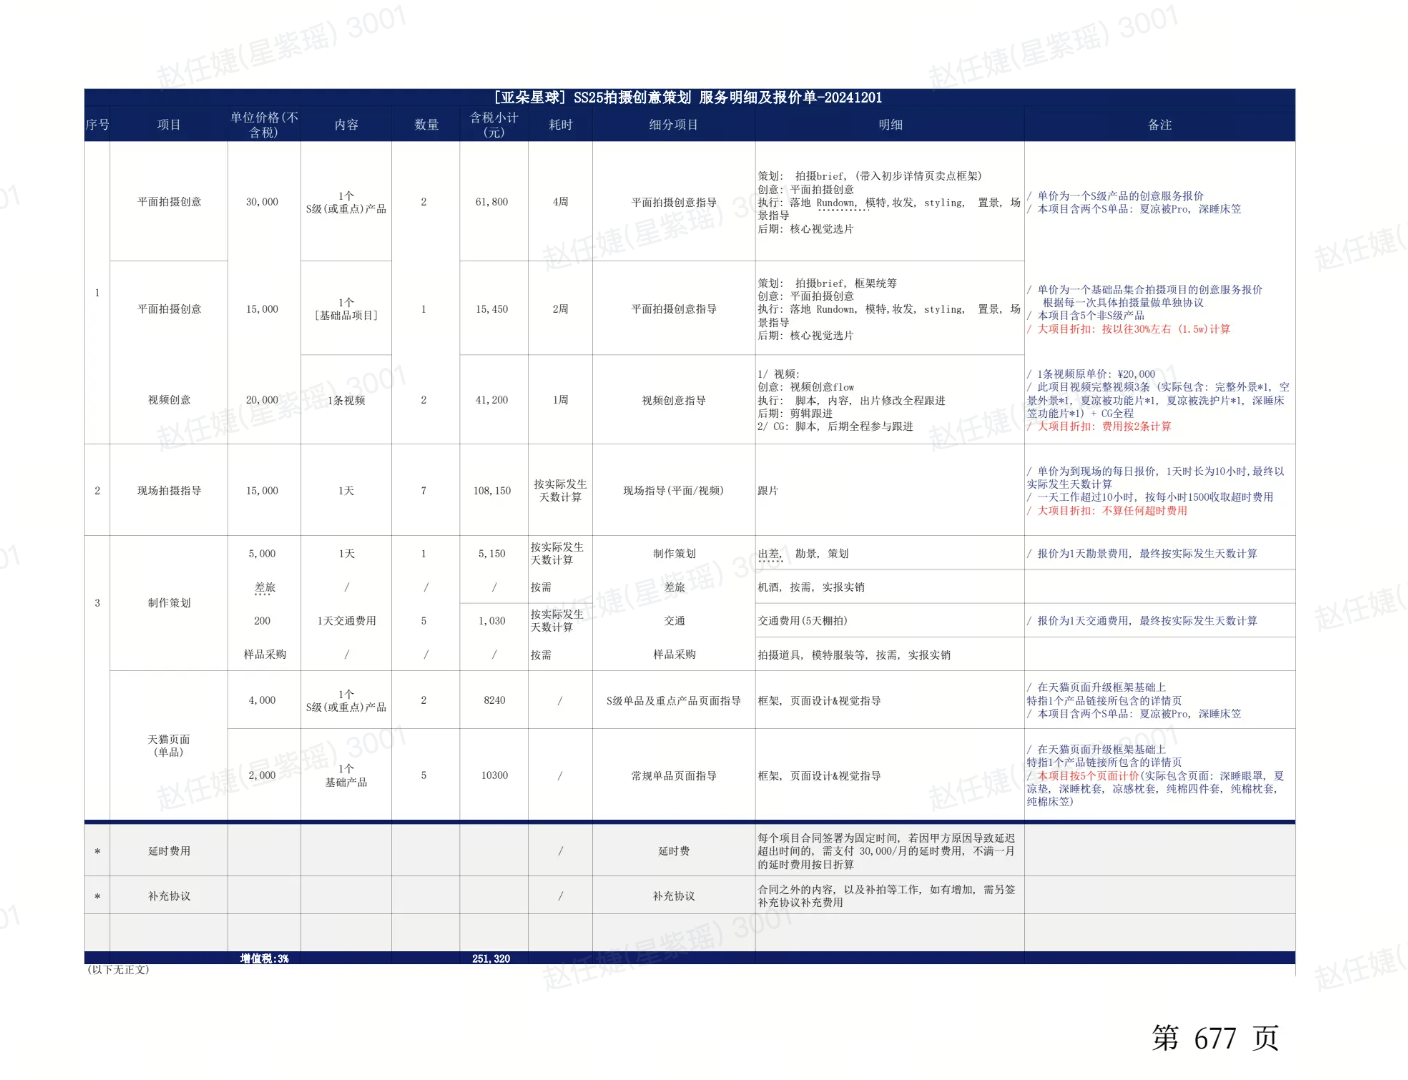 [亚朵星球] SS25拍摄创意策划 服务明细及报价单-20241201
序号 项目 单位价格(不含税) 内容 数量 含税小计(元) 耗时 细分项目 明细 备注
1
平面拍摄创意 30,000
1个
S级(或重点)产品
2 61,800 4周 平面拍摄创意指导
策划: 拍摄brief, (带入初步详情页卖点框架)
创意: 平面拍摄创意
执行: 落地 Rundown, 模特,妆发, styling, 置景, 场
景指导
后期: 核心视觉选片
/ 单价为一个S级产品的创意服务报价
/ 本项目含两个S单品: 夏凉被Pro, 深睡床笠
平面拍摄创意 15,000
1个
[基础品项目]
1 15,450 2周 平面拍摄创意指导
策划: 拍摄brief, 框架统筹
创意: 平面拍摄创意
执行: 落地 Rundown, 模特,妆发, styling, 置景, 场
景指导
后期: 核心视觉选片
/ 单价为一个基础品集合拍摄项目的创意服务报价
根据每一次具体拍摄量做单独协议
/ 本项目含5个非S级产品
/ 大项目折扣: 按以往30%左右 (1.5w)计算
视频创意 20,000 1条视频 2 41,200 1周 视频创意指导
1/ 视频:
创意: 视频创意flow
执行: 脚本, 内容, 出片修改全程跟进
后期: 剪辑跟进
2/ CG: 脚本, 后期全程参与跟进
/ 1条视频原单价: ¥20,000
/ 此项目视频完整视频3条 (实际包含: 完整外景*1, 空
景外景*1, 夏凉被功能片*1, 夏凉被洗护片*1, 深睡床
笠功能片*1) + CG全程
/ 大项目折扣: 费用按2条计算
2 现场拍摄指导 15,000 1天 7 108,150
按实际发生
天数计算
现场指导(平面/视频) 跟片
/ 单价为到现场的每日报价, 1天时长为10小时,最终以
实际发生天数计算
/ 一天工作超过10小时, 按每小时1500收取超时费用
/ 大项目折扣: 不算任何超时费用
3 制作策划
5,000 1天 1 5,150
按实际发生
天数计算
制作策划 出差, 勘景, 策划 / 报价为1天勘景费用, 最终按实际发生天数计算
差旅 / / / 按需 差旅 机酒, 按需, 实报实销
200 1天交通费用 5 1,030
按实际发生
天数计算
交通 交通费用(5天棚拍) / 报价为1天交通费用, 最终按实际发生天数计算
样品采购 / / / 按需 样品采购 拍摄道具, 模特服装等, 按需, 实报实销
天猫页面
(单品)
4,000
1个
S级(或重点)产品
2 8240 / S级单品及重点产品页面指导 框架, 页面设计&视觉指导
/ 在天猫页面升级框架基础上
特指1个产品链接所包含的详情页
/ 本项目含两个S单品: 夏凉被Pro, 深睡床笠
2,000
1个
基础产品
5 10300 / 常规单品页面指导 框架, 页面设计&视觉指导
/ 在天猫页面升级框架基础上
特指1个产品链接所包含的详情页
/ 本项目按5个页面计价(实际包含页面: 深睡眼罩, 夏
凉垫, 深睡枕套, 凉感枕套, 纯棉四件套, 纯棉枕套,
纯棉床笠)
* 延时费用 / 延时费
每个项目合同签署为固定时间, 若因甲方原因导致延迟
超出时间的, 需支付 30,000/月的延时费用, 不满一月
的延时费用按日折算
* 补充协议 / 补充协议
合同之外的内容, 以及补拍等工作, 如有增加, 需另签
补充协议补充费用
增值税:3% 251,320
(以下无正文)
第 677 页
赵任婕(星紫瑶) 3001